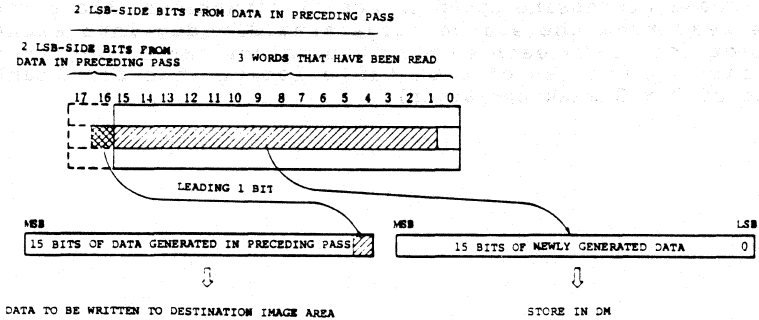 2 LSB-SIDE BITS FROM DATA IN PRECEDING PASS
2 LSB-SIDE BITS FROM
DATA IN PRECEDING PASS
3 WORDS THAT HAVE BEEN READ
17 16 15 14 13 12 11 10 9 8 7 6 5 4 3 2 1 0
LEADING 1 BIT
MSB
MSB LSB
15 BITS OF DATA GENERATED IN PRECEDING PASS
15 BITS OF NEWLY GENERATED DATA 0
DATA TO BE WRITTEN TO DESTINATION IMAGE AREA
STORE IN DM